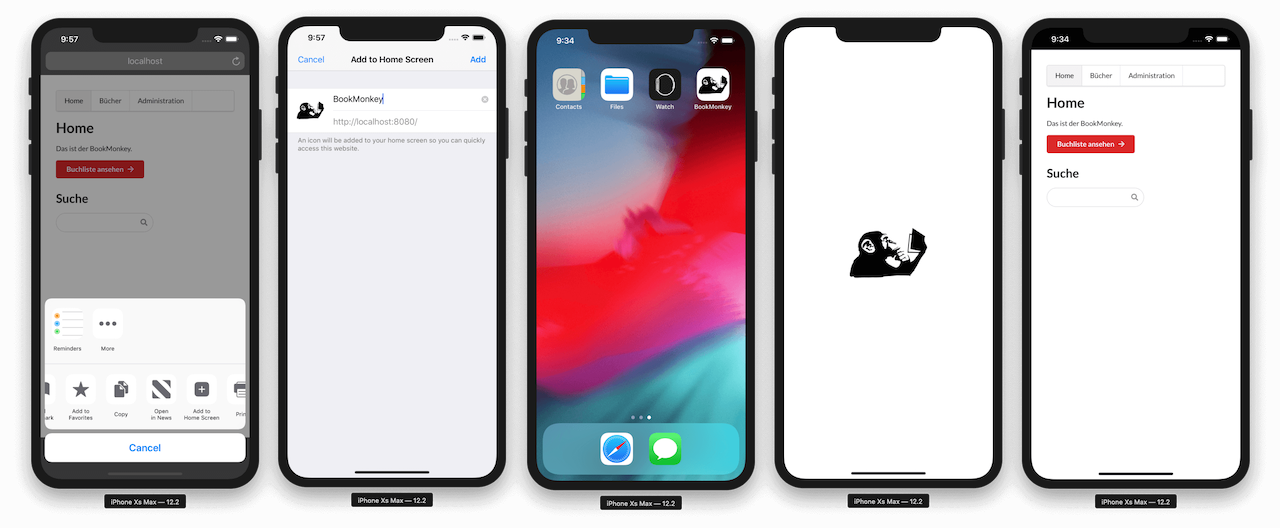 9:57
localhost
Home Bücher Administration
Home
Das ist der BookMonkey.
Buchliste ansehen
Suche
Reminders More
ark Add to Favorites Copy Open in News Add to Home Screen Prin
Cancel
iPhone Xs Max — 12.2
9:57
Cancel Add to Home Screen Add
BookMonkey
http://localhost:8080/
An icon will be added to your home screen so you can quickly
access this website.
iPhone Xs Max — 12.2
9:34
Contacts Files Watch BookMonkey
iPhone Xs Max — 12.2
iPhone Xs Max — 12.2
9:34
Home Bücher Administration
Home
Das ist der BookMonkey.
Buchliste ansehen
Suche
iPhone Xs Max — 12.2